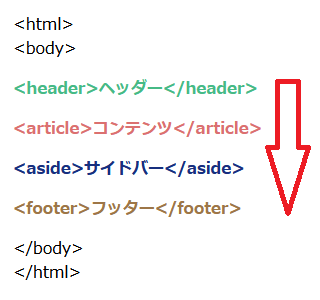 <html>
<body>
<header>ヘッダー</header>
<article>コンテンツ</article>
<aside>サイドバー</aside>
<footer>フッター</footer>
</body>
</html>